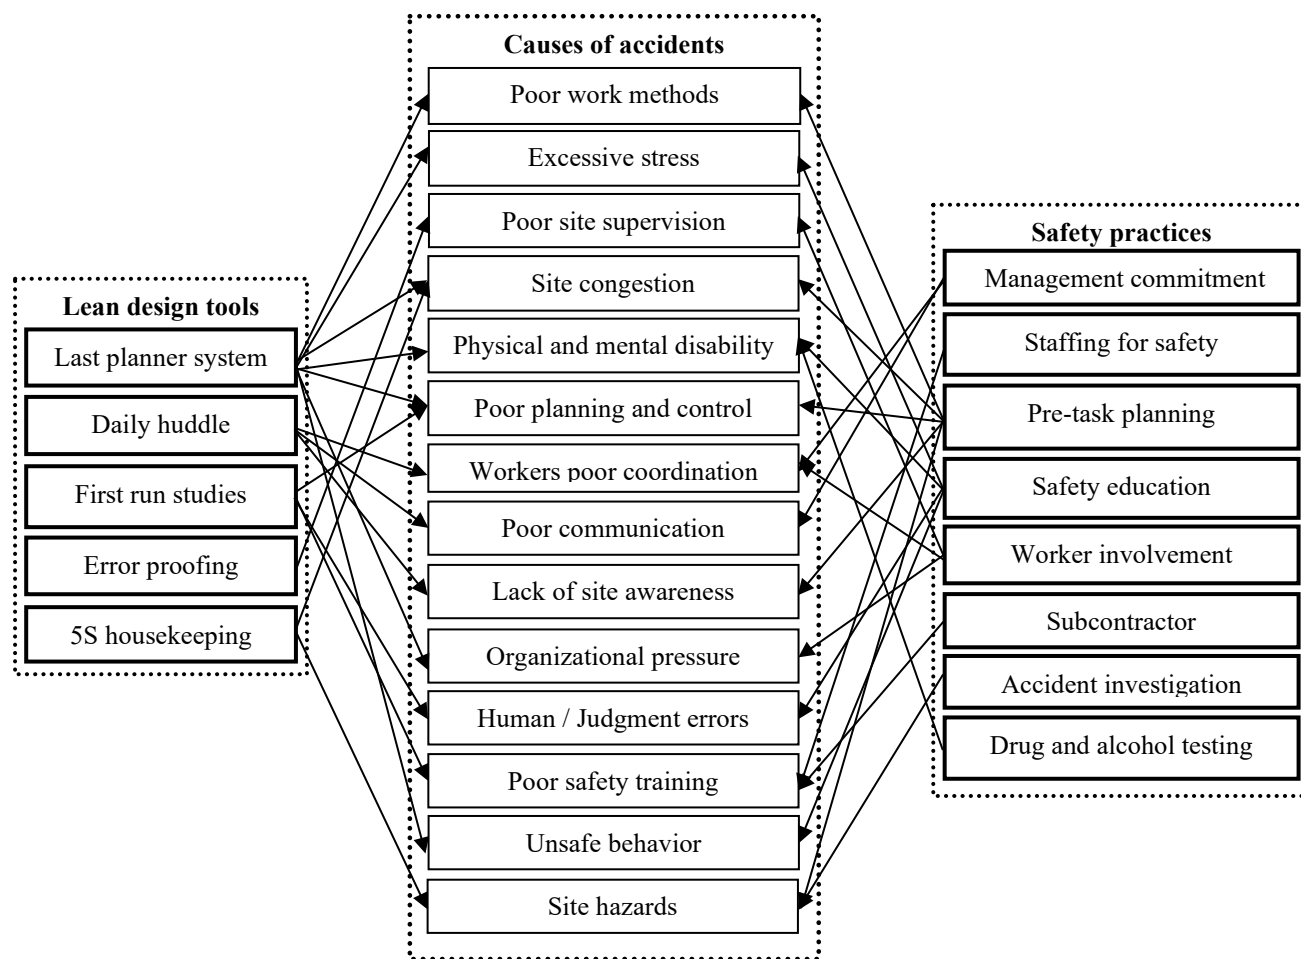 Causes of accidents
Poor work methods
Excessive stress
Poor site supervision
Site congestion
Physical and mental disability
Poor planning and control
Workers poor coordination
Poor communication
Lack of site awareness
Organizational pressure
Human / Judgment errors
Poor safety training
Unsafe behavior
Site hazards
Lean design tools
Last planner system
Daily huddle
First run studies
Error proofing
5S housekeeping
Safety practices
Management commitment
Staffing for safety
Pre-task planning
Safety education
Worker involvement
Subcontractor
Accident investigation
Drug and alcohol testing